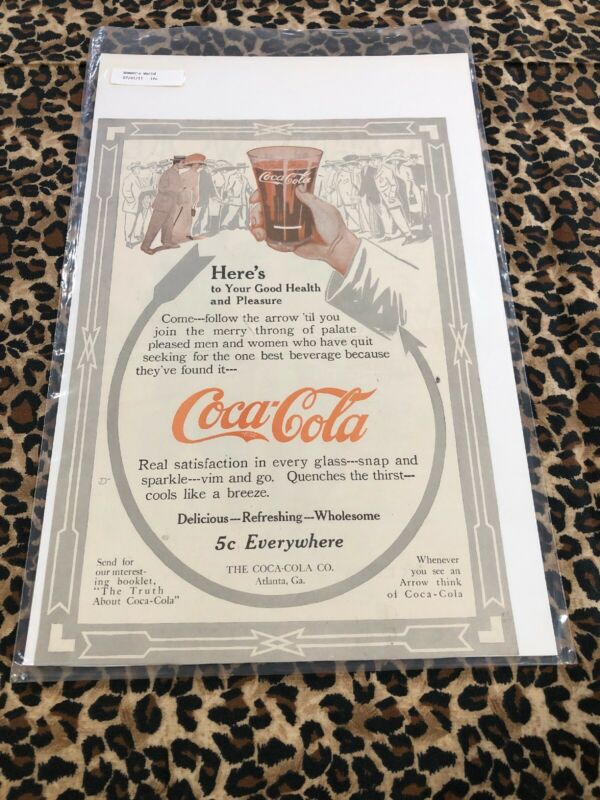 WOMAN'S World
Coca-Cola
Here's
to Your Good Health
and Pleasure
Come---follow the arrow 'til you
join the merry throng of palate
pleased men and women who have quit
seeking for the one best beverage because
they've found it---
Coca-Cola
Real satisfaction in every glass---snap and
sparkle---vim and go. Quenches the thirst---
cools like a breeze.
Delicious---Refreshing---Wholesome
5c Everywhere
THE COCA-COLA CO.
Atlanta, Ga.
Send for
our interest-
ing booklet,
"The Truth
About Coca-Cola"
Whenever
you see an
Arrow think
of Coca-Cola